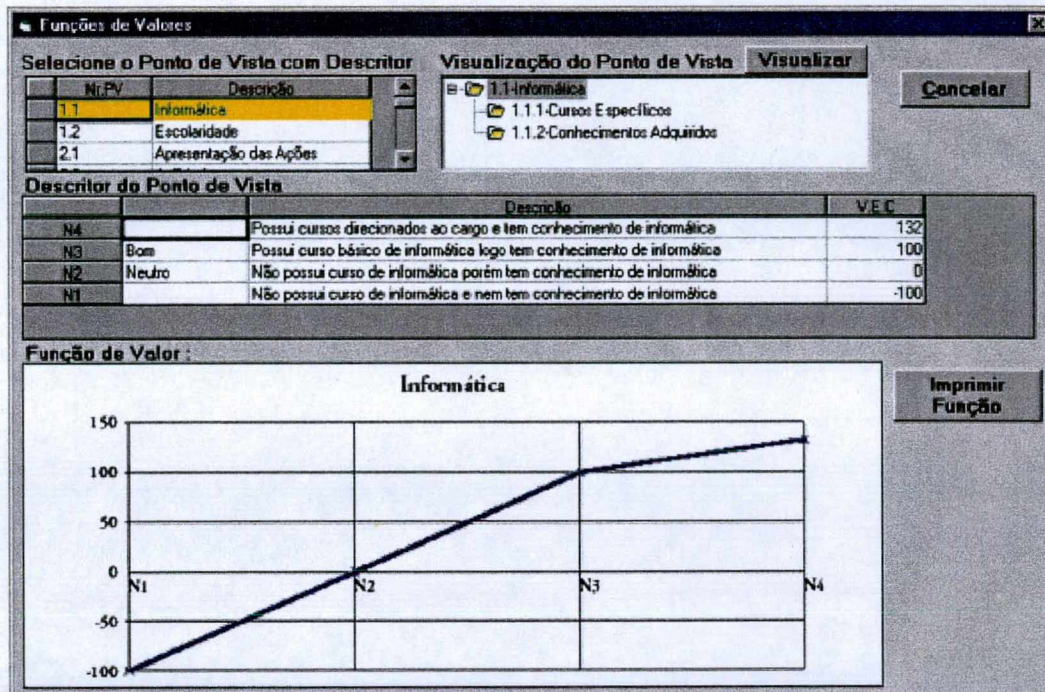 Funções de Valores
Selecione o Ponto de Vista com Descritor
Nr.PV Descrição
1.1 Informática
1.2 Escolaridade
2.1 Apresentação das Ações
Visualização do Ponto de Vista Visualizar
1.1-Informática
1.1.1-Cursos Específicos
1.1.2-Conhecimentos Adquiridos
Cancelar
Descritor do Ponto de Vista
Descrição V.E.C
N4 Possui cursos direcionados ao cargo e tem conhecimento de informática 132
N3 Bom Possui curso básico de informática logo tem conhecimento de informática 100
N2 Neutro Não possui curso de informática porém tem conhecimento de informática 0
N1 Não possui curso de informática e nem tem conhecimento de informática -100
Função de Valor :
Informática
150
100
50
0
-50
-100
N1 N2 N3 N4
Imprimir
Função